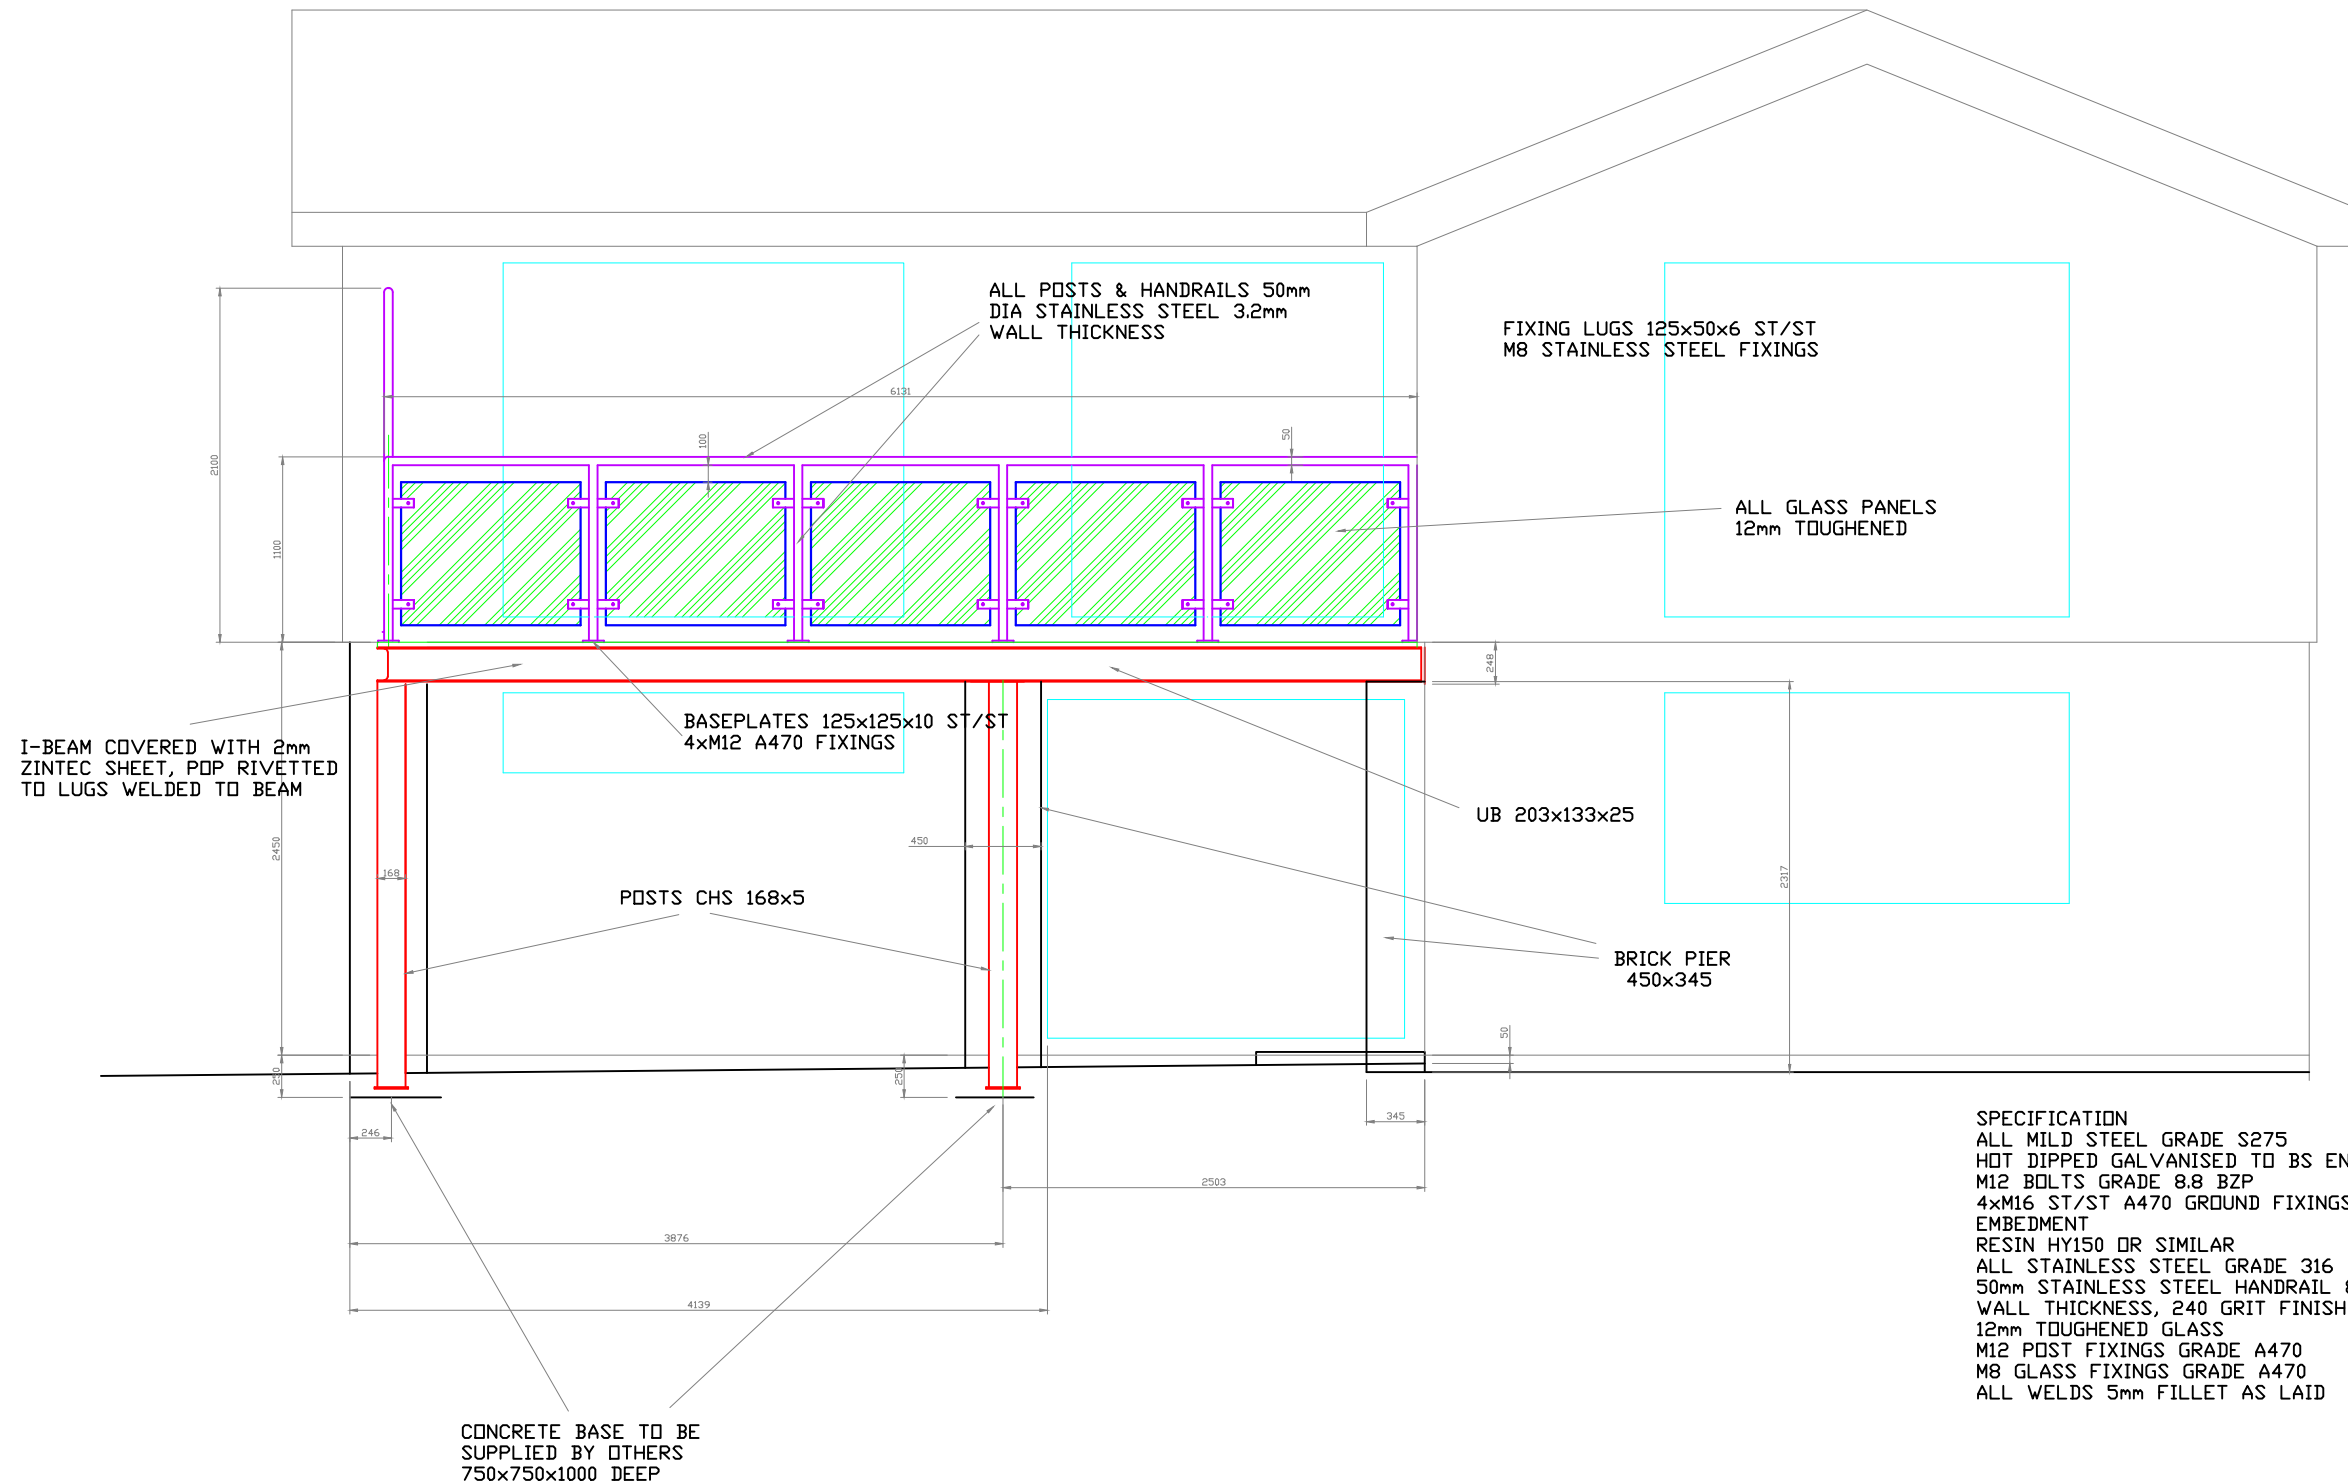 ALL POSTS & HANDRAILS 50mm
DIA STAINLESS STEEL 3.2mm
WALL THICKNESS
FIXING LUGS 125x50x6 ST/ST
M8 STAINLESS STEEL FIXINGS
6131
100
50
2100
1100
ALL GLASS PANELS
12mm TOUGHENED
248
BASEPLATES 125x125x10 ST/ST
4xM12 A470 FIXINGS
I-BEAM COVERED WITH 2mm
ZINTEC SHEET, POP RIVETTED
TO LUGS WELDED TO BEAM
UB 203x133x25
2450
450
168
2317
POSTS CHS 168x5
BRICK PIER
450x345
50
250
250
345
246
2503
3876
4139
SPECIFICATION
ALL MILD STEEL GRADE S275
HOT DIPPED GALVANISED TO BS EN
M12 BOLTS GRADE 8.8 BZP
4xM16 ST/ST A470 GROUND FIXINGS
EMBEDMENT
RESIN HY150 OR SIMILAR
ALL STAINLESS STEEL GRADE 316
50mm STAINLESS STEEL HANDRAIL &
WALL THICKNESS, 240 GRIT FINISH
12mm TOUGHENED GLASS
M12 POST FIXINGS GRADE A470
M8 GLASS FIXINGS GRADE A470
ALL WELDS 5mm FILLET AS LAID
CONCRETE BASE TO BE
SUPPLIED BY OTHERS
750x750x1000 DEEP